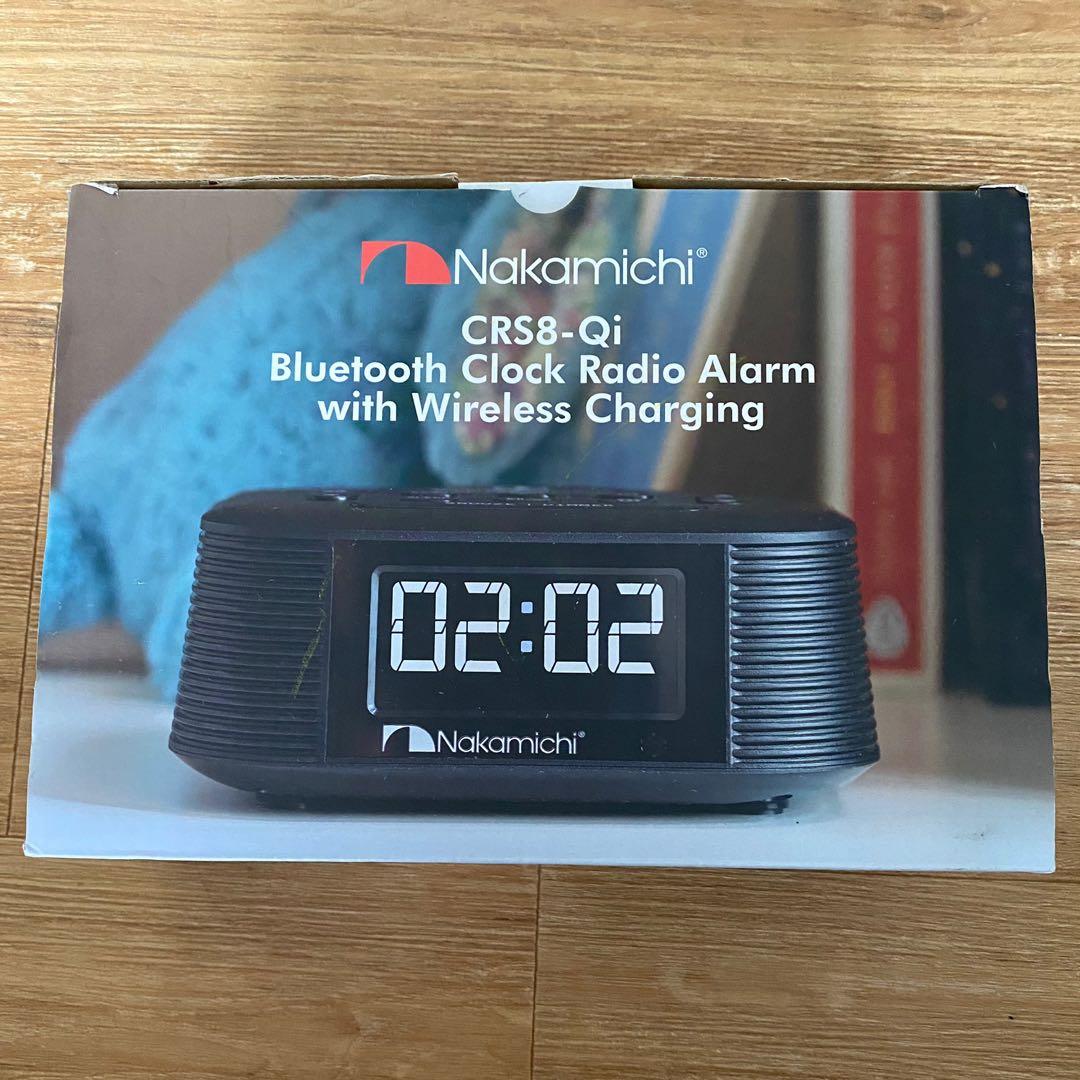 Nakamichi®
CRS8-Qi
Bluetooth Clock Radio Alarm
with Wireless Charging
02:02
Nakamichi®